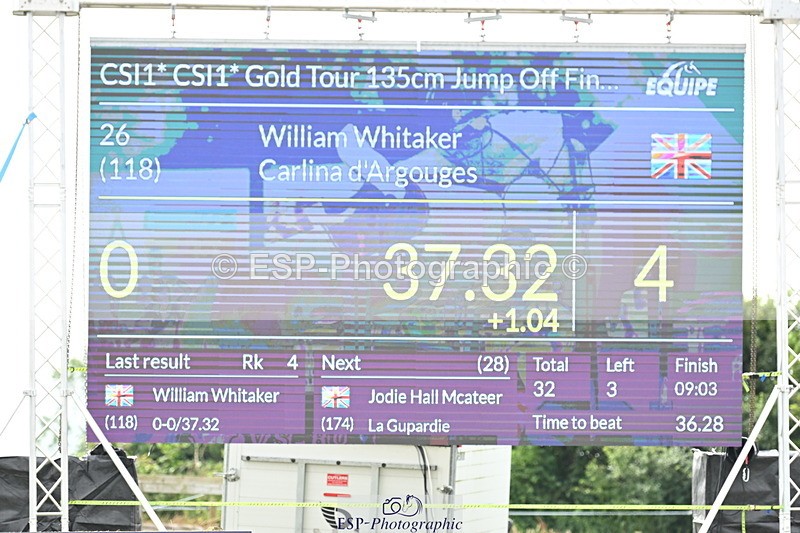 CSI1* CSI1* Gold Tour 135cm Jump Off Fin...
EQUIPE
26 William Whitaker
(118) Carlina d'Argouges
0 37.32 4
+1.04
© ESP-Photographic ©
Last result Rk 4 Next (28) Total Left Finish
32 3 09:03
William Whitaker Jodie Hall Mcateer
(118) 0-0/37.32 (174) La Gupardie Time to beat 36.28
ESP-Photographic